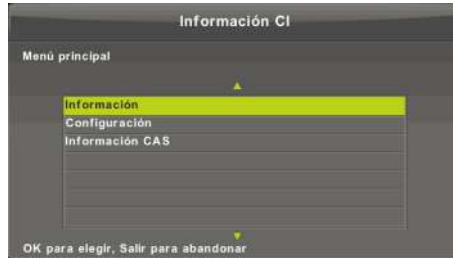 Información CI
Menú principal
Información
Configuración
Información CAS
OK para elegir, Salir para abandonar